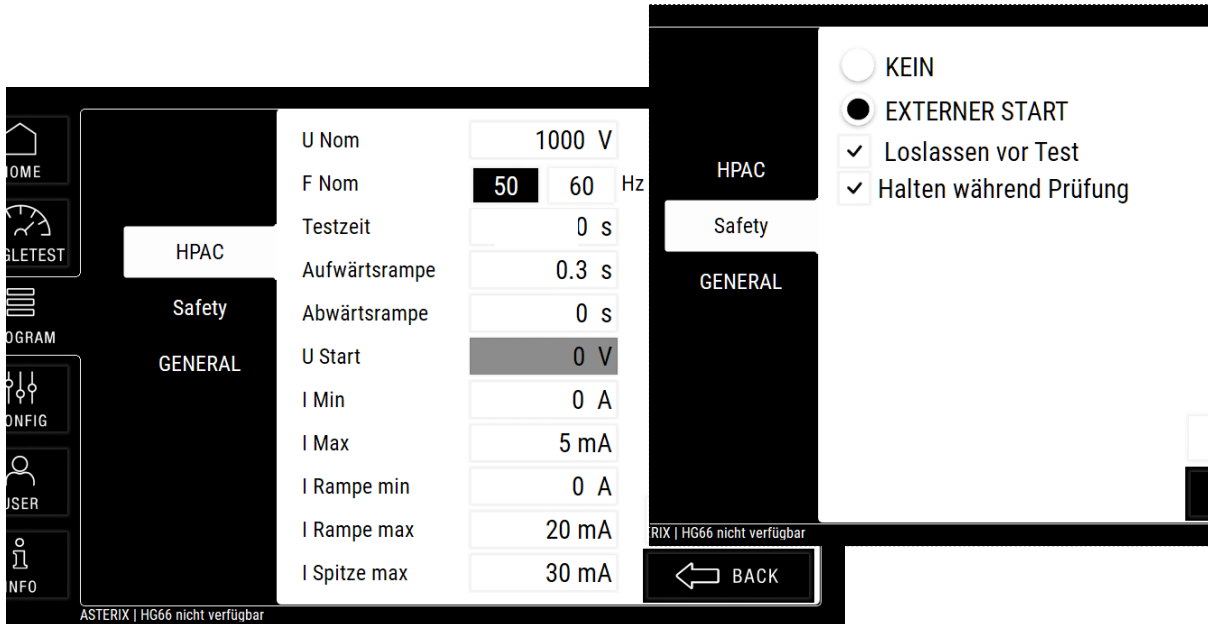 HOME
GLETEST
OGRAM
ONFIG
USER
INFO
HPAC
Safety
GENERAL
U Nom 1000 V
F Nom 50 60 Hz
Testzeit 0 s
Aufwärtsrampe 0.3 s
Abwärtsrampe 0 s
U Start 0 V
I Min 0 A
I Max 5 mA
I Rampe min 0 A
I Rampe max 20 mA
I Spitze max 30 mA
BACK
ASTERIX | HG66 nicht verfügbar
HPAC
Safety
GENERAL
KEIN
EXTERNER START
Loslassen vor Test
Halten während Prüfung
RIX | HG66 nicht verfügbar